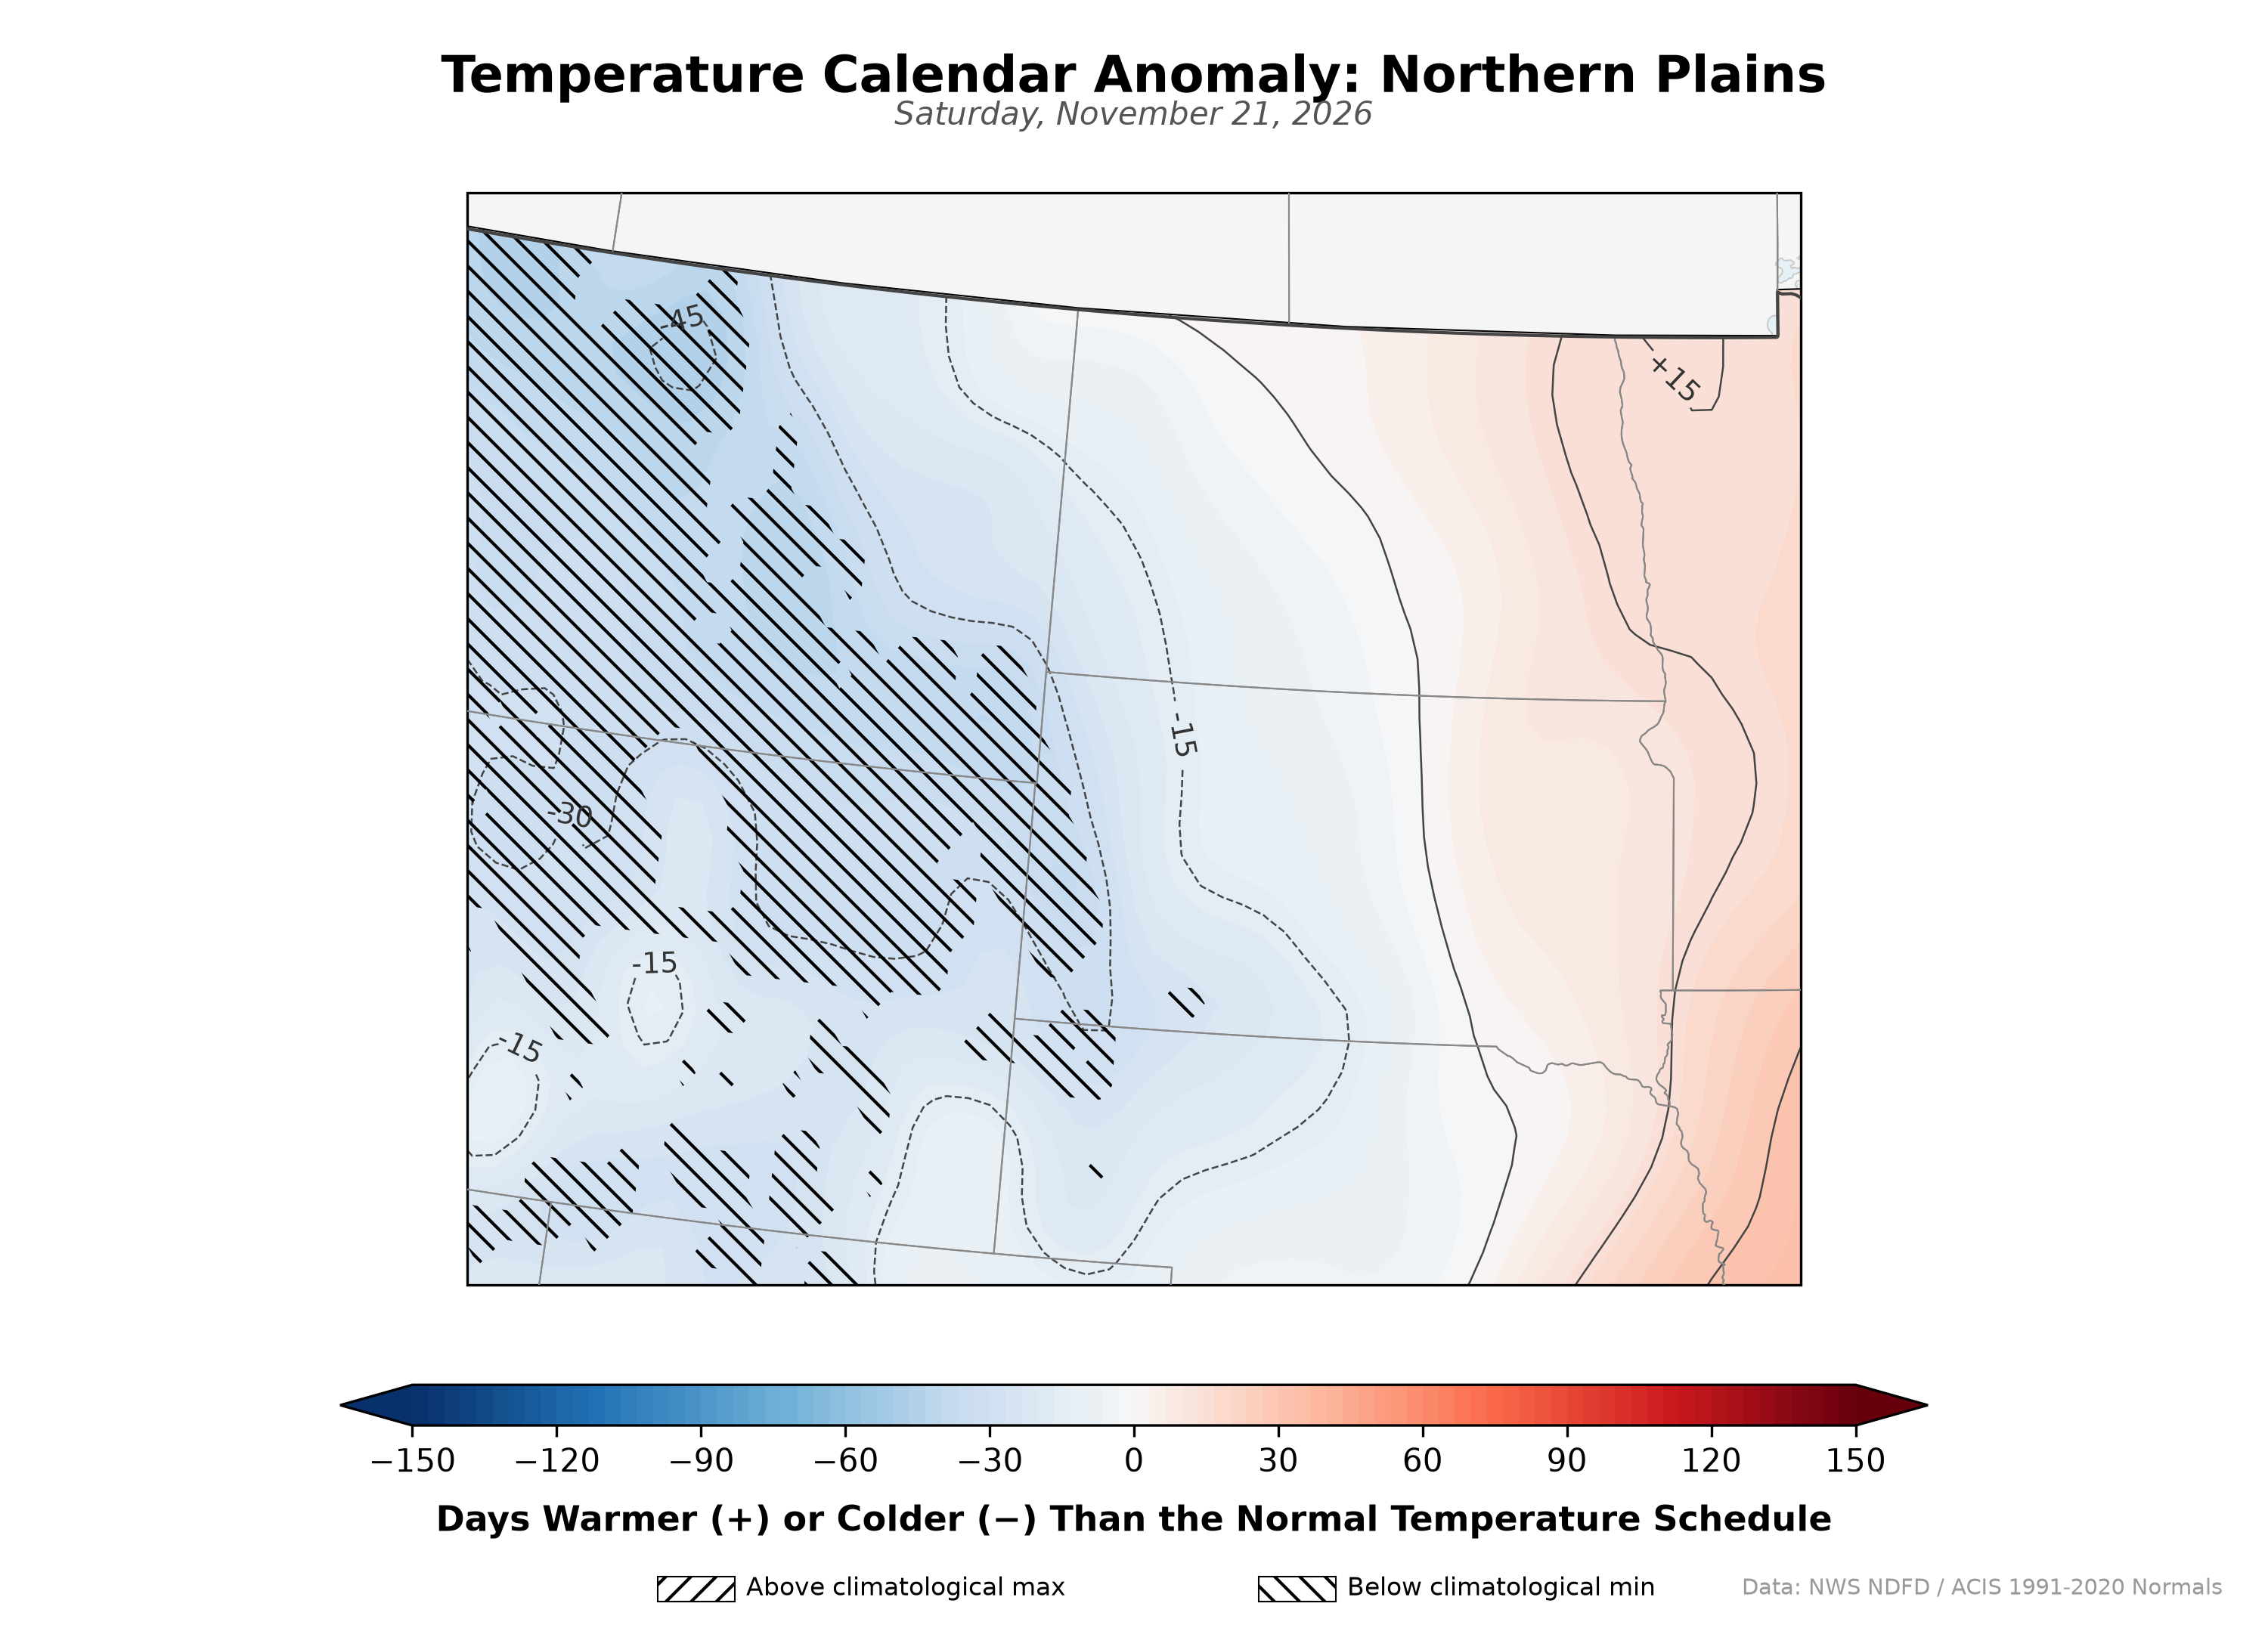 Temperature Calendar Anomaly: Northern Plains
Saturday, November 21, 2026
-45
+15
-15
-30
-15
-15
−150 −120 −90 −60 −30 0 30 60 90 120 150
Days Warmer (+) or Colder (−) Than the Normal Temperature Schedule
Above climatological max
Below climatological min
Data: NWS NDFD / ACIS 1991-2020 Normals